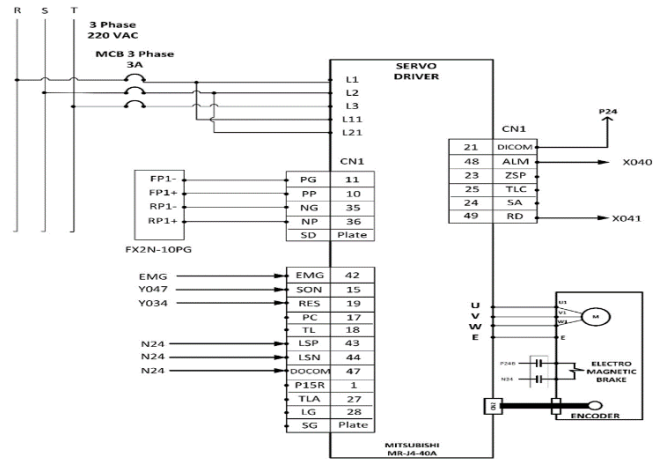 R S T
3 Phase
220 VAC
MCB 3 Phase
3A
SERVO
DRIVER
L1
L2
L3
L11
L21
P24
CN1
21 DICOM
48 ALM X040
23 ZSP
25 TLC
24 SA
49 RD X041
CN1
FP1- PG 11
FP1+ PP 10
RP1- NG 35
RP1+ NP 36
SD Plate
FX2N-10PG
EMG EMG 42
Y047 SON 15
Y034 RES 19
PC 17
TL 18
N24 LSP 43
N24 LSN 44
N24 DOCOM 47
P15R 1
TLA 27
LG 28
SG Plate
U U1
V V1
W W1
E E
M
P24B
N24
ELECTRO
MAGNETIC
BRAKE
CN2
ENCODER
MITSUBISHI
MR-J4-40A